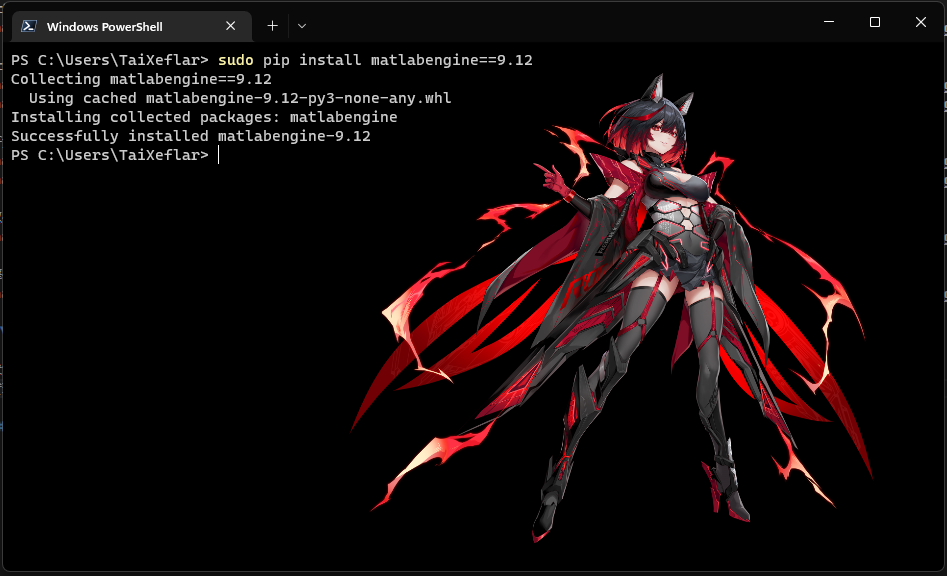 Windows PowerShell
PS C:\Users\TaiXeflar> sudo pip install matlabengine==9.12
Collecting matlabengine==9.12
  Using cached matlabengine-9.12-py3-none-any.whl
Installing collected packages: matlabengine
Successfully installed matlabengine-9.12
PS C:\Users\TaiXeflar>